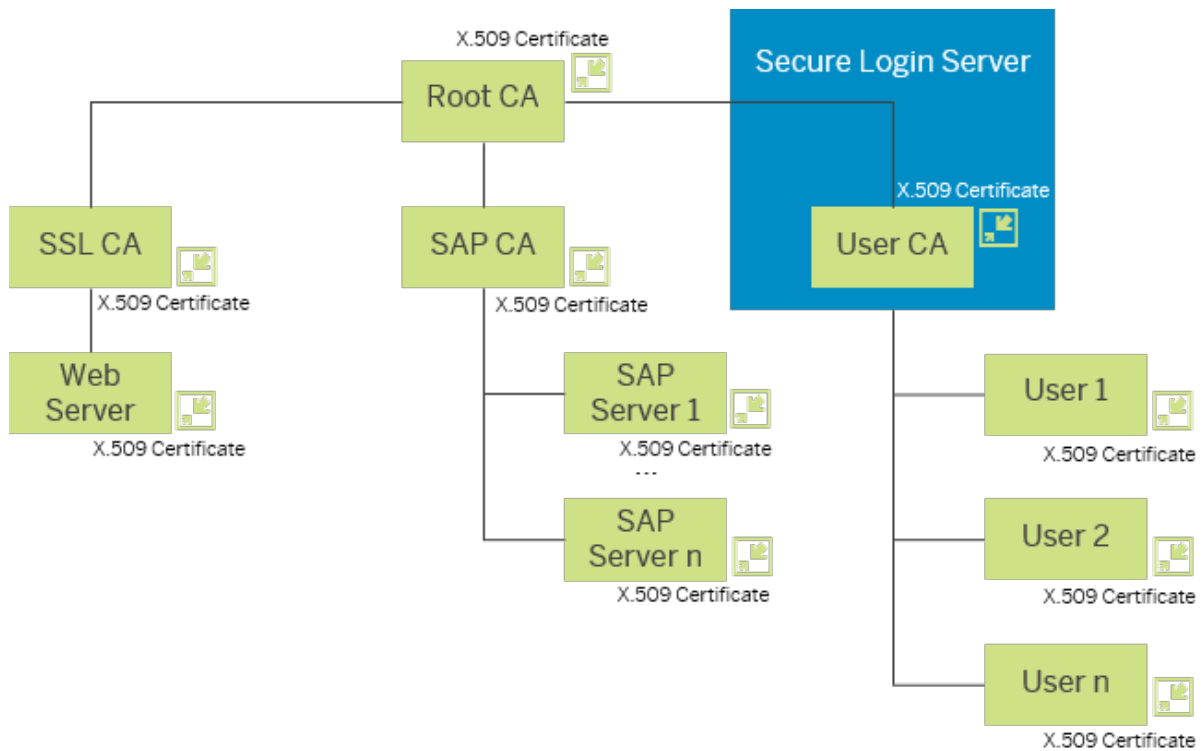 X.509 Certificate
Root CA
Secure Login Server
X.509 Certificate
SSL CA
SAP CA
User CA
X.509 Certificate
X.509 Certificate
Web
Server
X.509 Certificate
SAP
Server 1
X.509 Certificate
...
SAP
Server n
X.509 Certificate
User 1
X.509 Certificate
User 2
X.509 Certificate
User n
X.509 Certificate